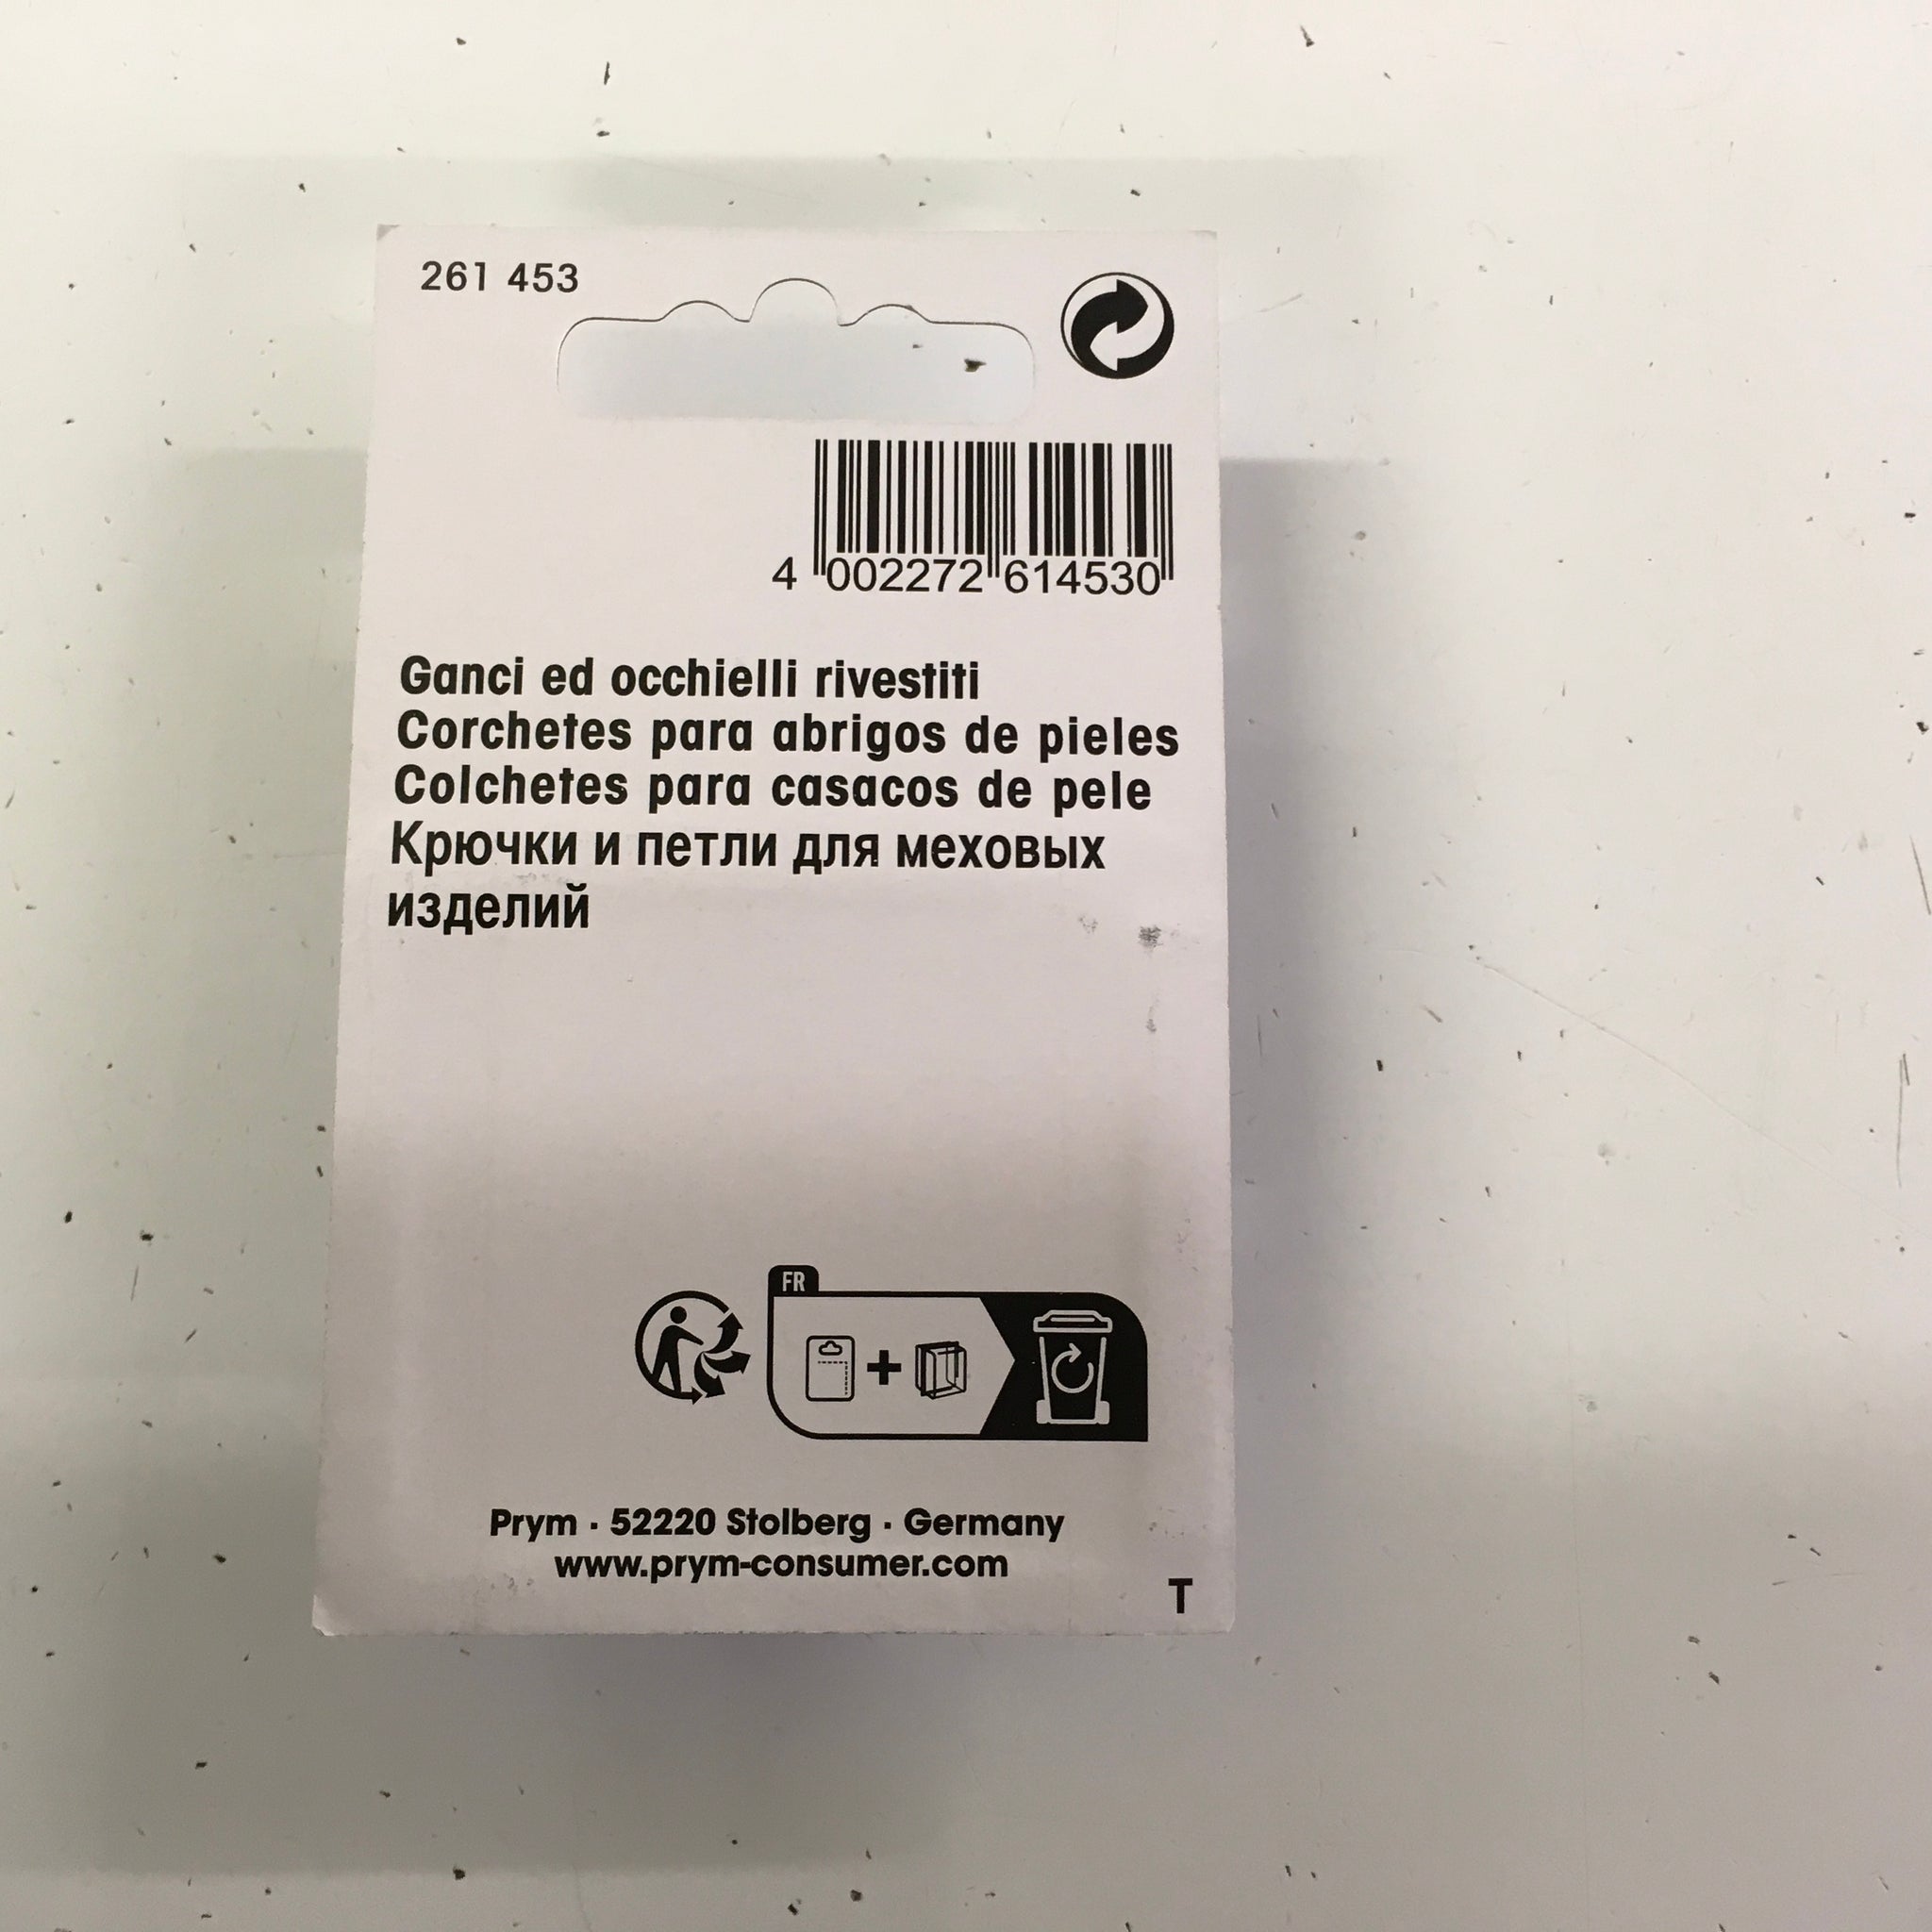 261 453
4 002272 614530
Ganci ed occhielli rivestiti
Corchetes para abrigos de pieles
Colchetes para casacos de pele
Крючки и петли для меховых
изделий
FR
Prym · 52220 Stolberg · Germany
www.prym-consumer.com
T